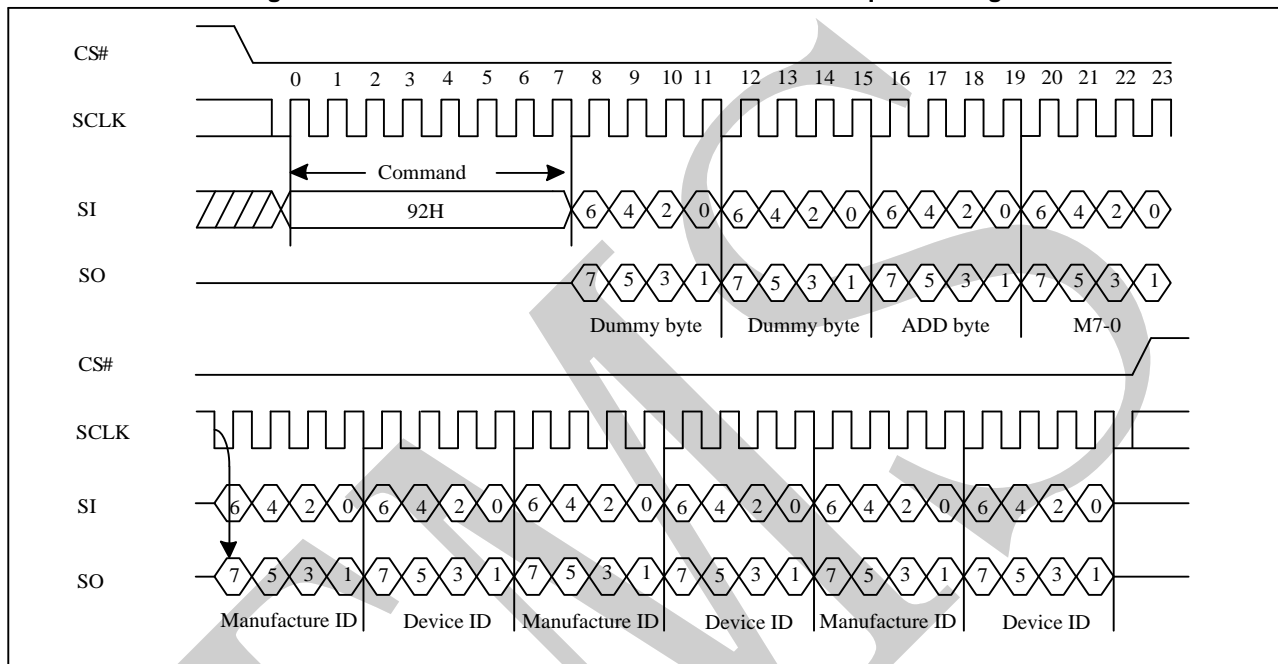 CS#
0 1 2 3 4 5 6 7 8 9 10 11 12 13 14 15 16 17 18 19 20 21 22 23
SCLK
Command
SI
92H
6 4 2 0 6 4 2 0 6 4 2 0 6 4 2 0
SO
7 5 3 1 7 5 3 1 7 5 3 1 7 5 3 1
Dummy byte Dummy byte ADD byte M7-0
CS#
SCLK
SI
6 4 2 0 6 4 2 0 6 4 2 0 6 4 2 0 6 4 2 0 6 4 2 0
SO
7 5 3 1 7 5 3 1 7 5 3 1 7 5 3 1 7 5 3 1 7 5 3 1
Manufacture ID Device ID Manufacture ID Device ID Manufacture ID Device ID